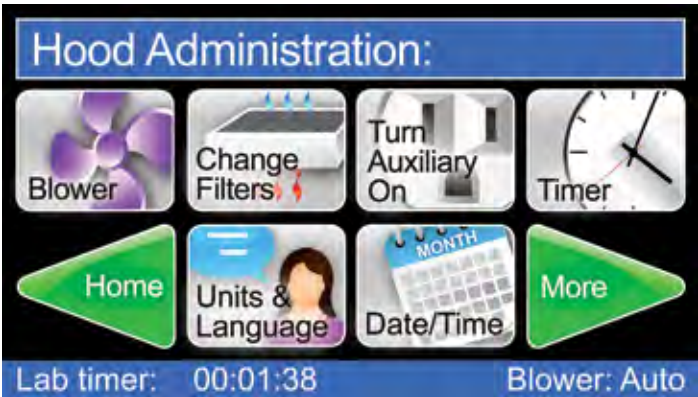 Hood Administration:
Blower
Change
Filters
Turn
Auxiliary
On
Timer
Home
Units &
Language
MONTH
Date/Time
More
Lab timer: 00:01:38
Blower: Auto